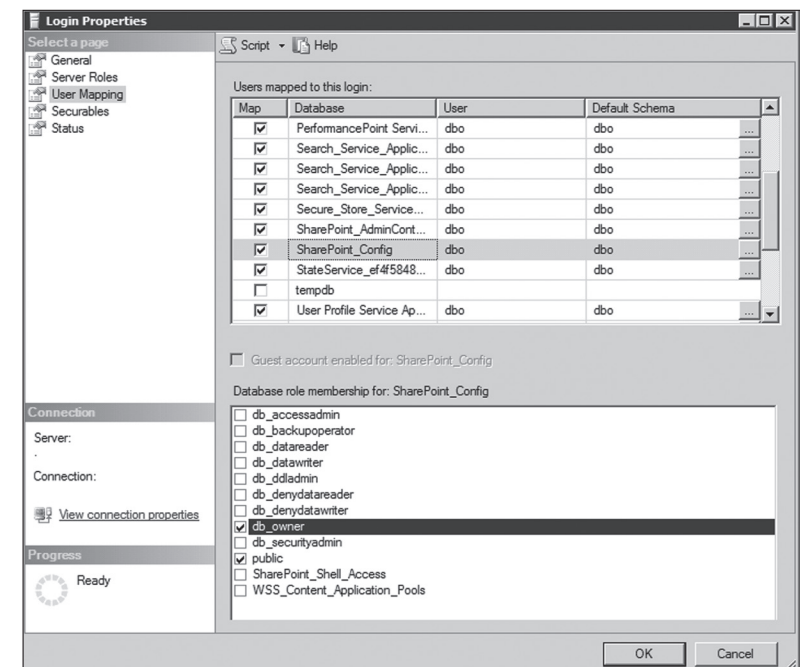 Login Properties
Select a page
General
Server Roles
User Mapping
Securables
Status
Script Help
Users mapped to this login:
Map Database User Default Schema
PerformancePoint Servi... dbo dbo ...
Search_Service_Applic... dbo dbo ...
Search_Service_Applic... dbo dbo ...
Search_Service_Applic... dbo dbo ...
Secure_Store_Service... dbo dbo ...
SharePoint_AdminCont... dbo dbo ...
SharePoint_Config dbo dbo ...
StateService_ef4f5848... dbo dbo ...
tempdb
User Profile Service Ap... dbo dbo ...
Guest account enabled for: SharePoint_Config
Database role membership for: SharePoint_Config
db_accessadmin
db_backupoperator
db_datareader
db_datawriter
db_ddladmin
db_denydatareader
db_denydatawriter
db_owner
db_securityadmin
public
SharePoint_Shell_Access
WSS_Content_Application_Pools
Connection
Server:
.
Connection:
View connection properties
Progress
Ready
OK Cancel